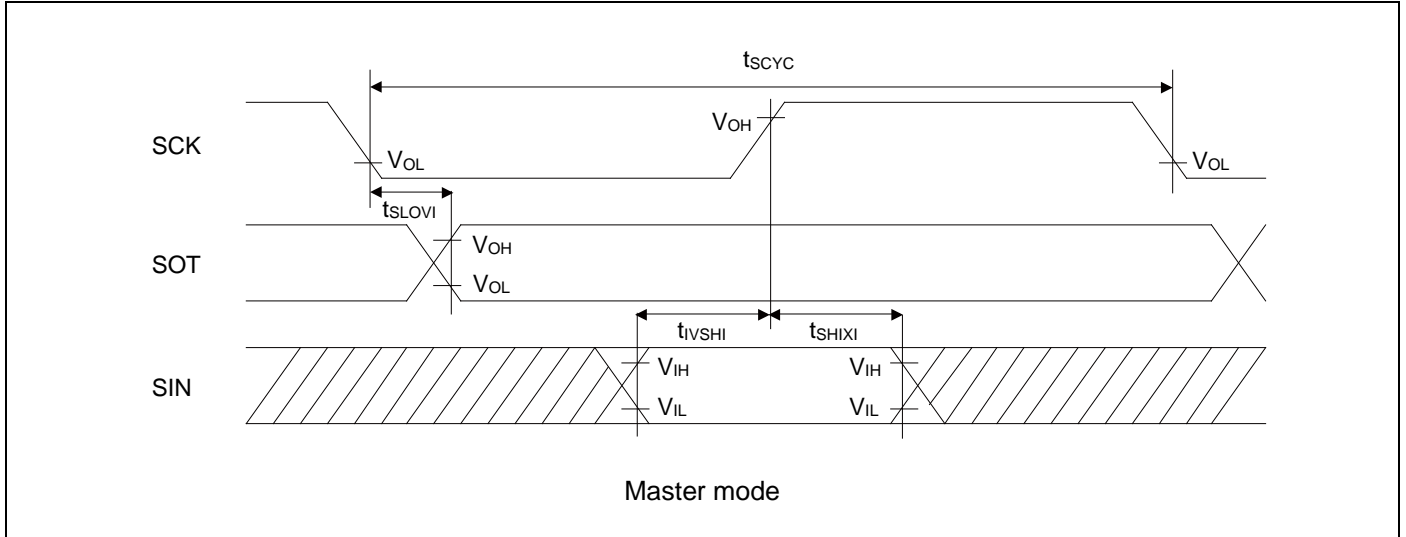 tSCYC
SCK
VOH
VOL
VOL
tSLOVI
SOT
VOH
VOL
tIVSHI
tSHIXI
SIN
VIH
VIH
VIL
VIL
Master mode